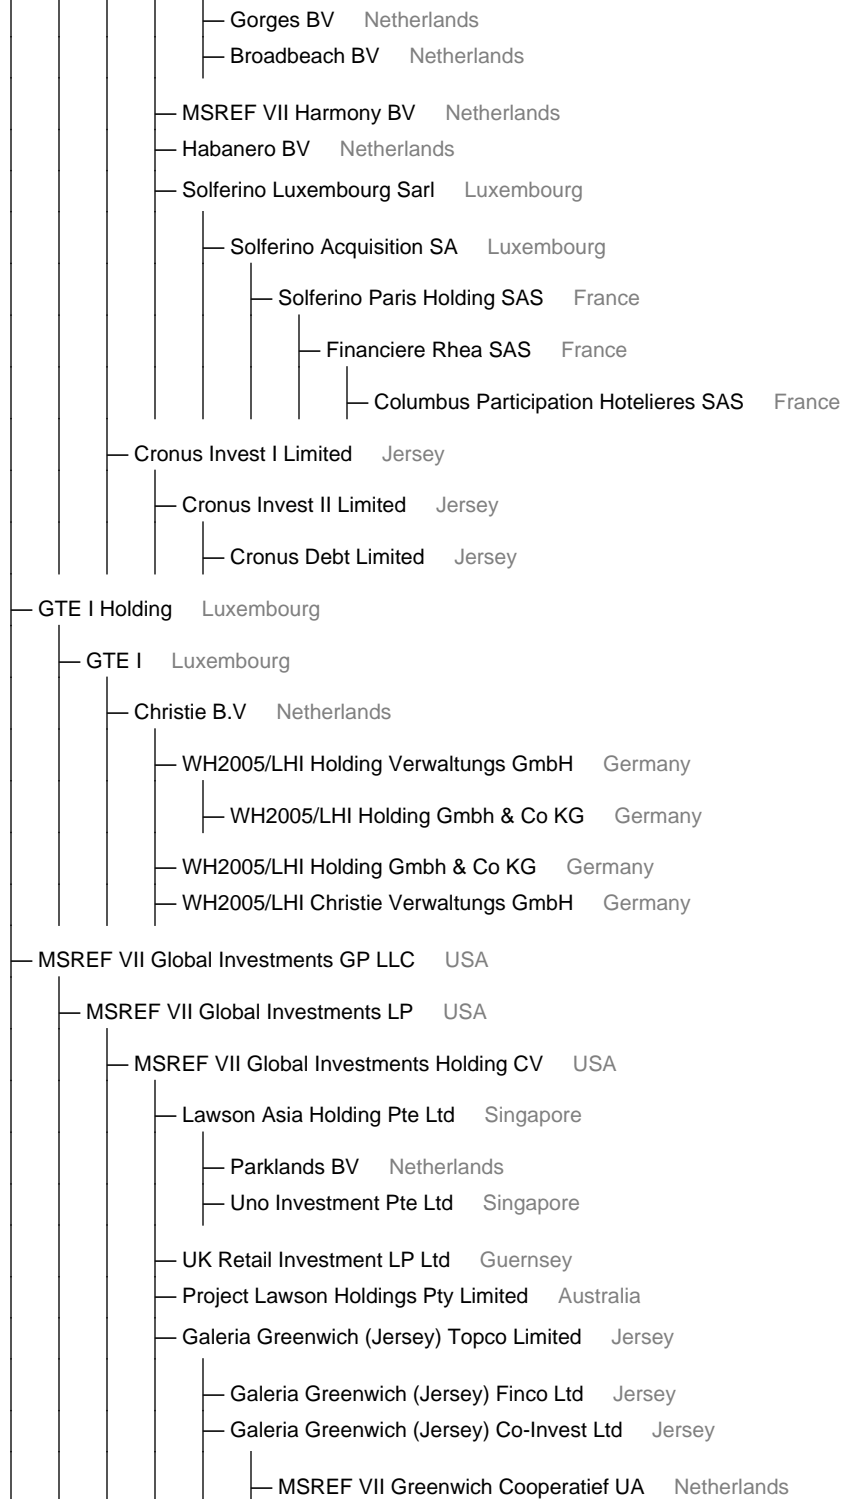 Gorges BV Netherlands
Broadbeach BV Netherlands
MSREF VII Harmony BV Netherlands
Habanero BV Netherlands
Solferino Luxembourg Sarl Luxembourg
Solferino Acquisition SA Luxembourg
Solferino Paris Holding SAS France
Financiere Rhea SAS France
Columbus Participation Hotelieres SAS France
Cronus Invest I Limited Jersey
Cronus Invest II Limited Jersey
Cronus Debt Limited Jersey
GTE I Holding Luxembourg
GTE I Luxembourg
Christie B.V Netherlands
WH2005/LHI Holding Verwaltungs GmbH Germany
WH2005/LHI Holding Gmbh & Co KG Germany
WH2005/LHI Holding Gmbh & Co KG Germany
WH2005/LHI Christie Verwaltungs GmbH Germany
MSREF VII Global Investments GP LLC USA
MSREF VII Global Investments LP USA
MSREF VII Global Investments Holding CV USA
Lawson Asia Holding Pte Ltd Singapore
Parklands BV Netherlands
Uno Investment Pte Ltd Singapore
UK Retail Investment LP Ltd Guernsey
Project Lawson Holdings Pty Limited Australia
Galeria Greenwich (Jersey) Topco Limited Jersey
Galeria Greenwich (Jersey) Finco Ltd Jersey
Galeria Greenwich (Jersey) Co-Invest Ltd Jersey
MSREF VII Greenwich Cooperatief UA Netherlands